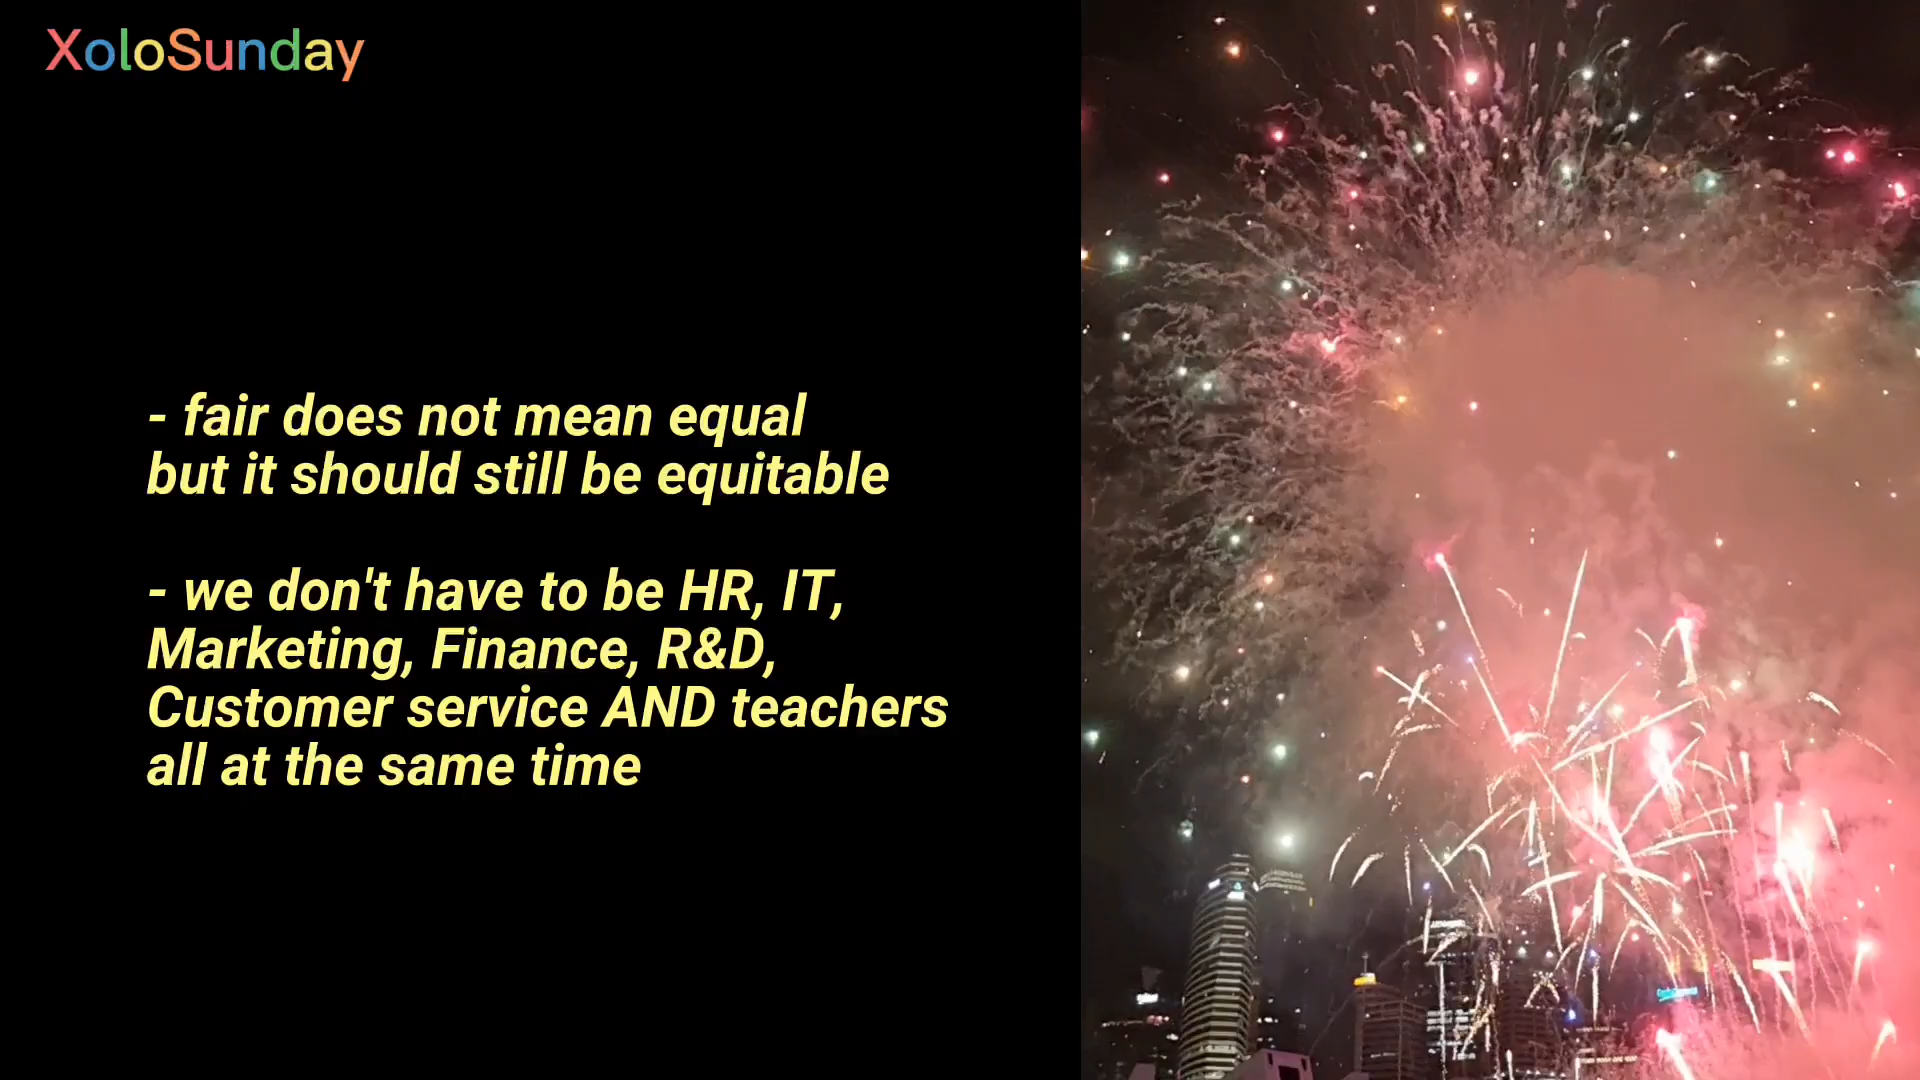 XoloSunday
- fair does not mean equal
but it should still be equitable
- we don't have to be HR, IT,
Marketing, Finance, R&D,
Customer service AND teachers
all at the same time